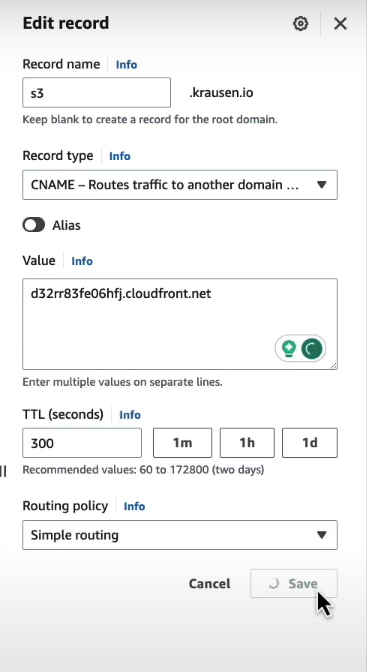 Edit record
Record name Info
s3 .krausen.io
Keep blank to create a record for the root domain.
Record type Info
CNAME – Routes traffic to another domain ...
Alias
Value Info
d32rr83fe06hfj.cloudfront.net
Enter multiple values on separate lines.
TTL (seconds) Info
300 1m 1h 1d
Recommended values: 60 to 172800 (two days)
Routing policy Info
Simple routing
Cancel Save